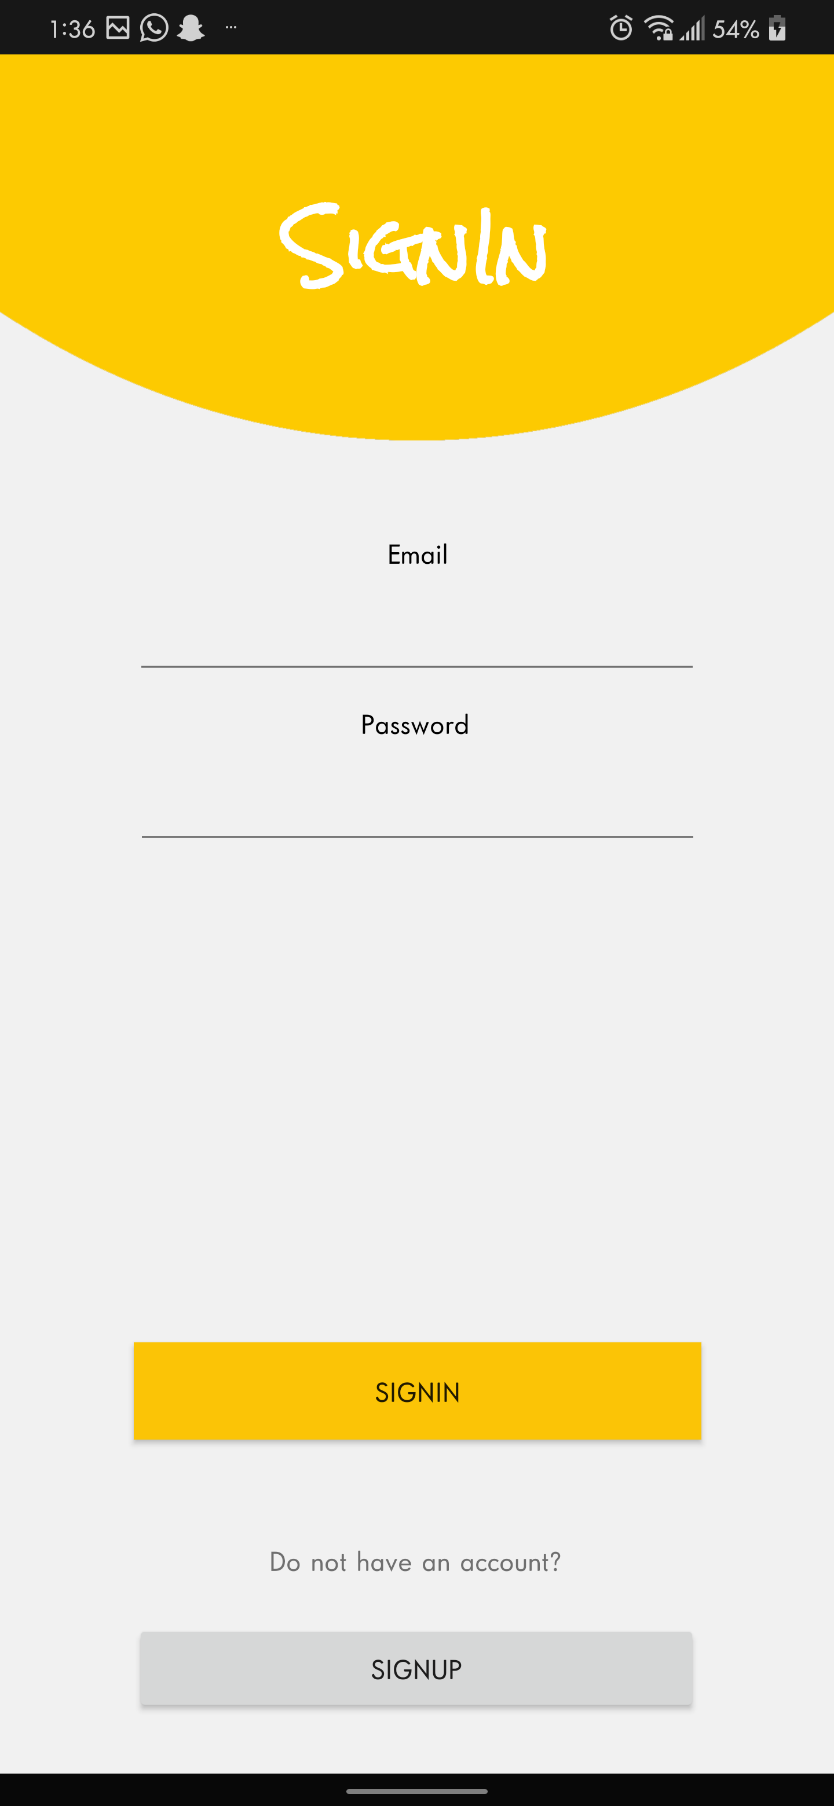 1:36 ... 54%
SIGNIN
Email
Password
SIGNIN
Do not have an account?
SIGNUP